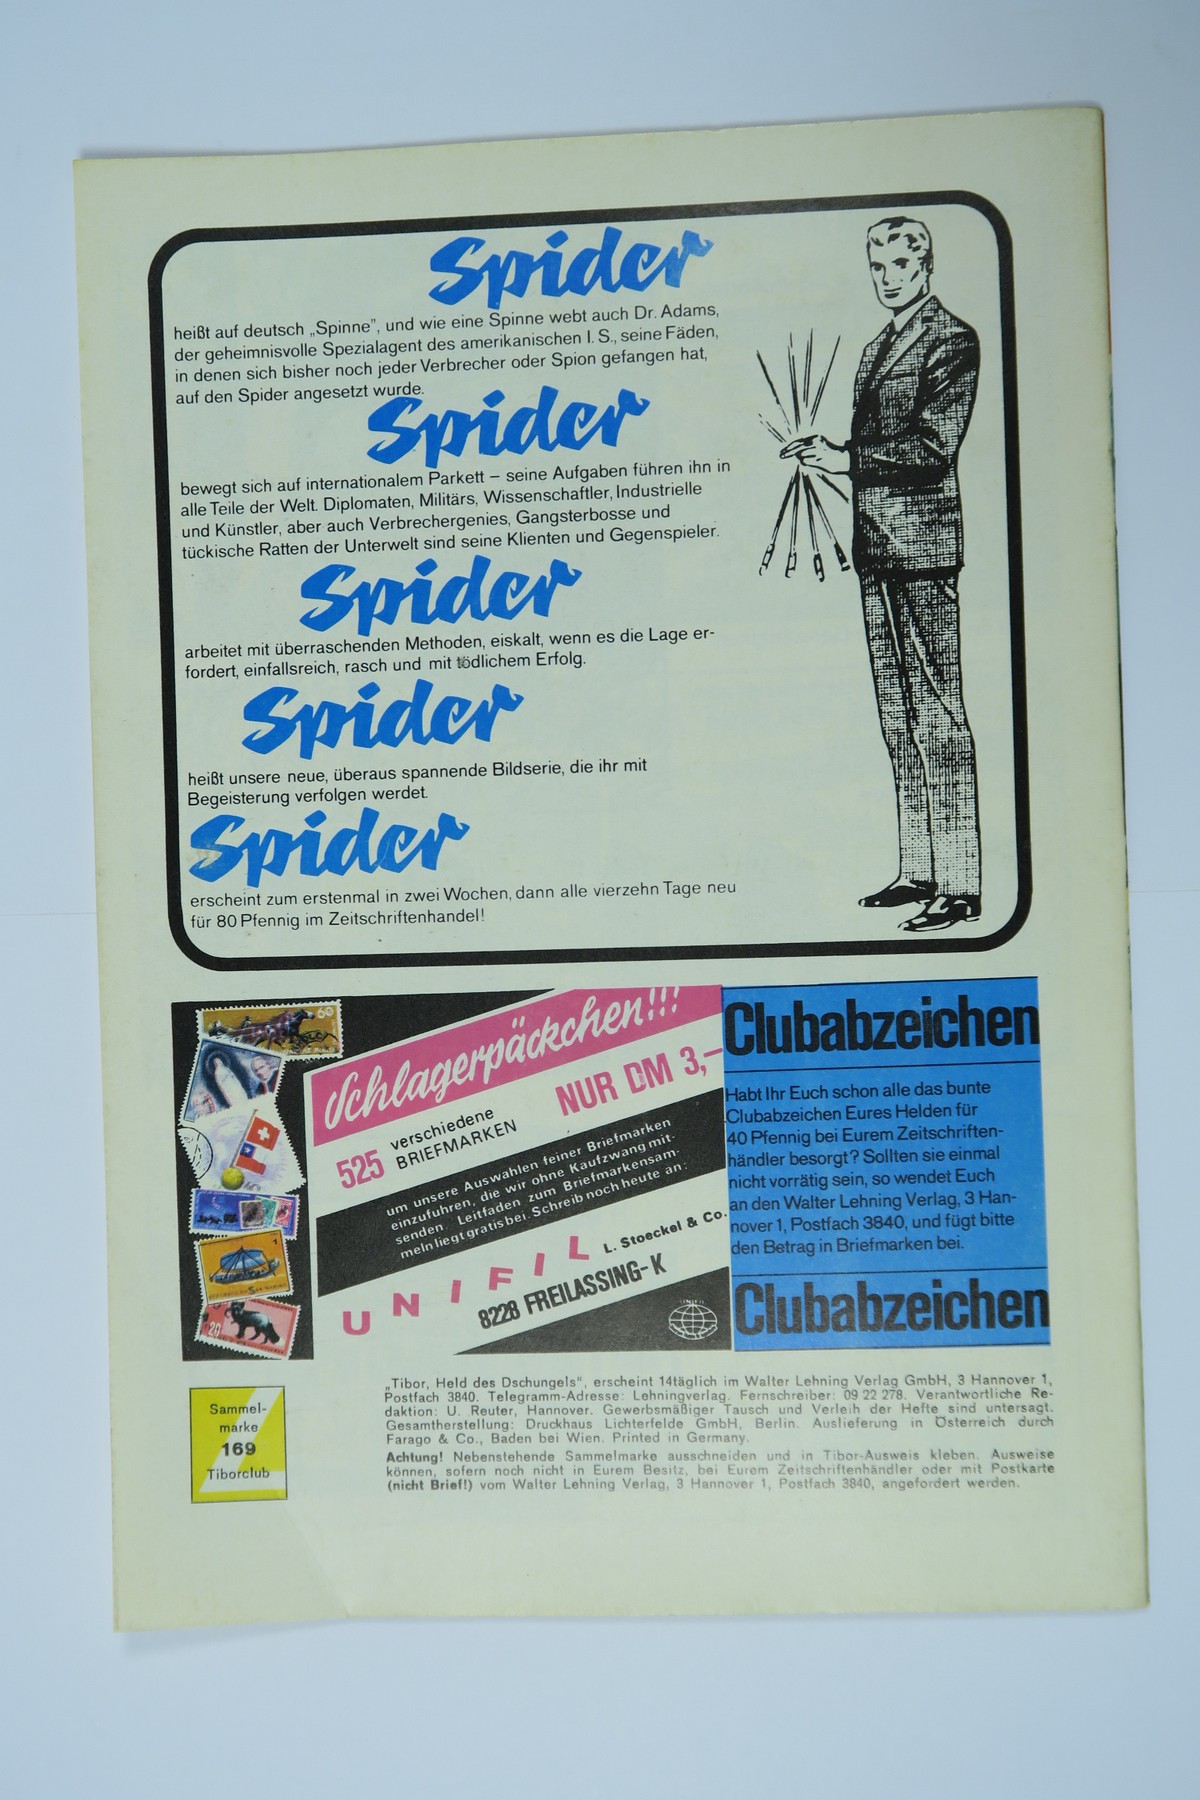 Spider
heißt auf deutsch „Spinne”, und wie eine Spinne webt auch Dr. Adams,
der geheimnisvolle Spezialagent des amerikanischen I. S., seine Fäden,
in denen sich bisher noch jeder Verbrecher oder Spion gefangen hat,
auf den Spider angesetzt wurde.
Spider
bewegt sich auf internationalem Parkett – seine Aufgaben führen ihn in
alle Teile der Welt. Diplomaten, Militärs, Wissenschaftler, Industrielle
und Künstler, aber auch Verbrechergenies, Gangsterbosse und
tückische Ratten der Unterwelt sind seine Klienten und Gegenspieler.
Spider
arbeitet mit überraschenden Methoden, eiskalt, wenn es die Lage er-
fordert, einfallsreich, rasch und mit tödlichem Erfolg.
Spider
heißt unsere neue, überaus spannende Bildserie, die ihr mit
Begeisterung verfolgen werdet.
Spider
erscheint zum erstenmal in zwei Wochen, dann alle vierzehn Tage neu
für 80 Pfennig im Zeitschriftenhandel!
60
1
20
Schlagerpäckchen!!!
525 verschiedene
BRIEFMARKEN
NUR DM 3,–
um unsere Auswahlen feiner Briefmarken
einzuführen, die wir ohne Kaufzwang mit-
senden. Leitfaden zum Briefmarkensam-
meln liegt gratis bei. Schreib noch heute an:
UNIFIL L. Stoeckel & Co.
8228 FREILASSING-K
Clubabzeichen
Habt Ihr Euch schon alle das bunte
Clubabzeichen Eures Helden für
40 Pfennig bei Eurem Zeitschriften-
händler besorgt? Sollten sie einmal
nicht vorrätig sein, so wendet Euch
an den Walter Lehning Verlag, 3 Han-
nover 1, Postfach 3840, und fügt bitte
den Betrag in Briefmarken bei.
Clubabzeichen
Sammel-
marke
169
Tiborclub
„Tibor, Held des Dschungels“, erscheint 14täglich im Walter Lehning Verlag GmbH, 3 Hannover 1,
Postfach 3840. Telegramm-Adresse: Lehningverlag. Fernschreiber: 09 22 278. Verantwortliche Re-
daktion: U. Reuter, Hannover. Gewerbsmäßiger Tausch und Verleih der Hefte sind untersagt.
Gesamtherstellung: Druckhaus Lichterfelde GmbH, Berlin. Auslieferung in Österreich durch
Farago & Co., Baden bei Wien. Printed in Germany.
Achtung! Nebenstehende Sammelmarke ausschneiden und in Tibor-Ausweis kleben. Ausweise
können, sofern noch nicht in Eurem Besitz, bei Eurem Zeitschriftenhändler oder mit Postkarte
(nicht Brief!) vom Walter Lehning Verlag, 3 Hannover 1, Postfach 3840, angefordert werden.